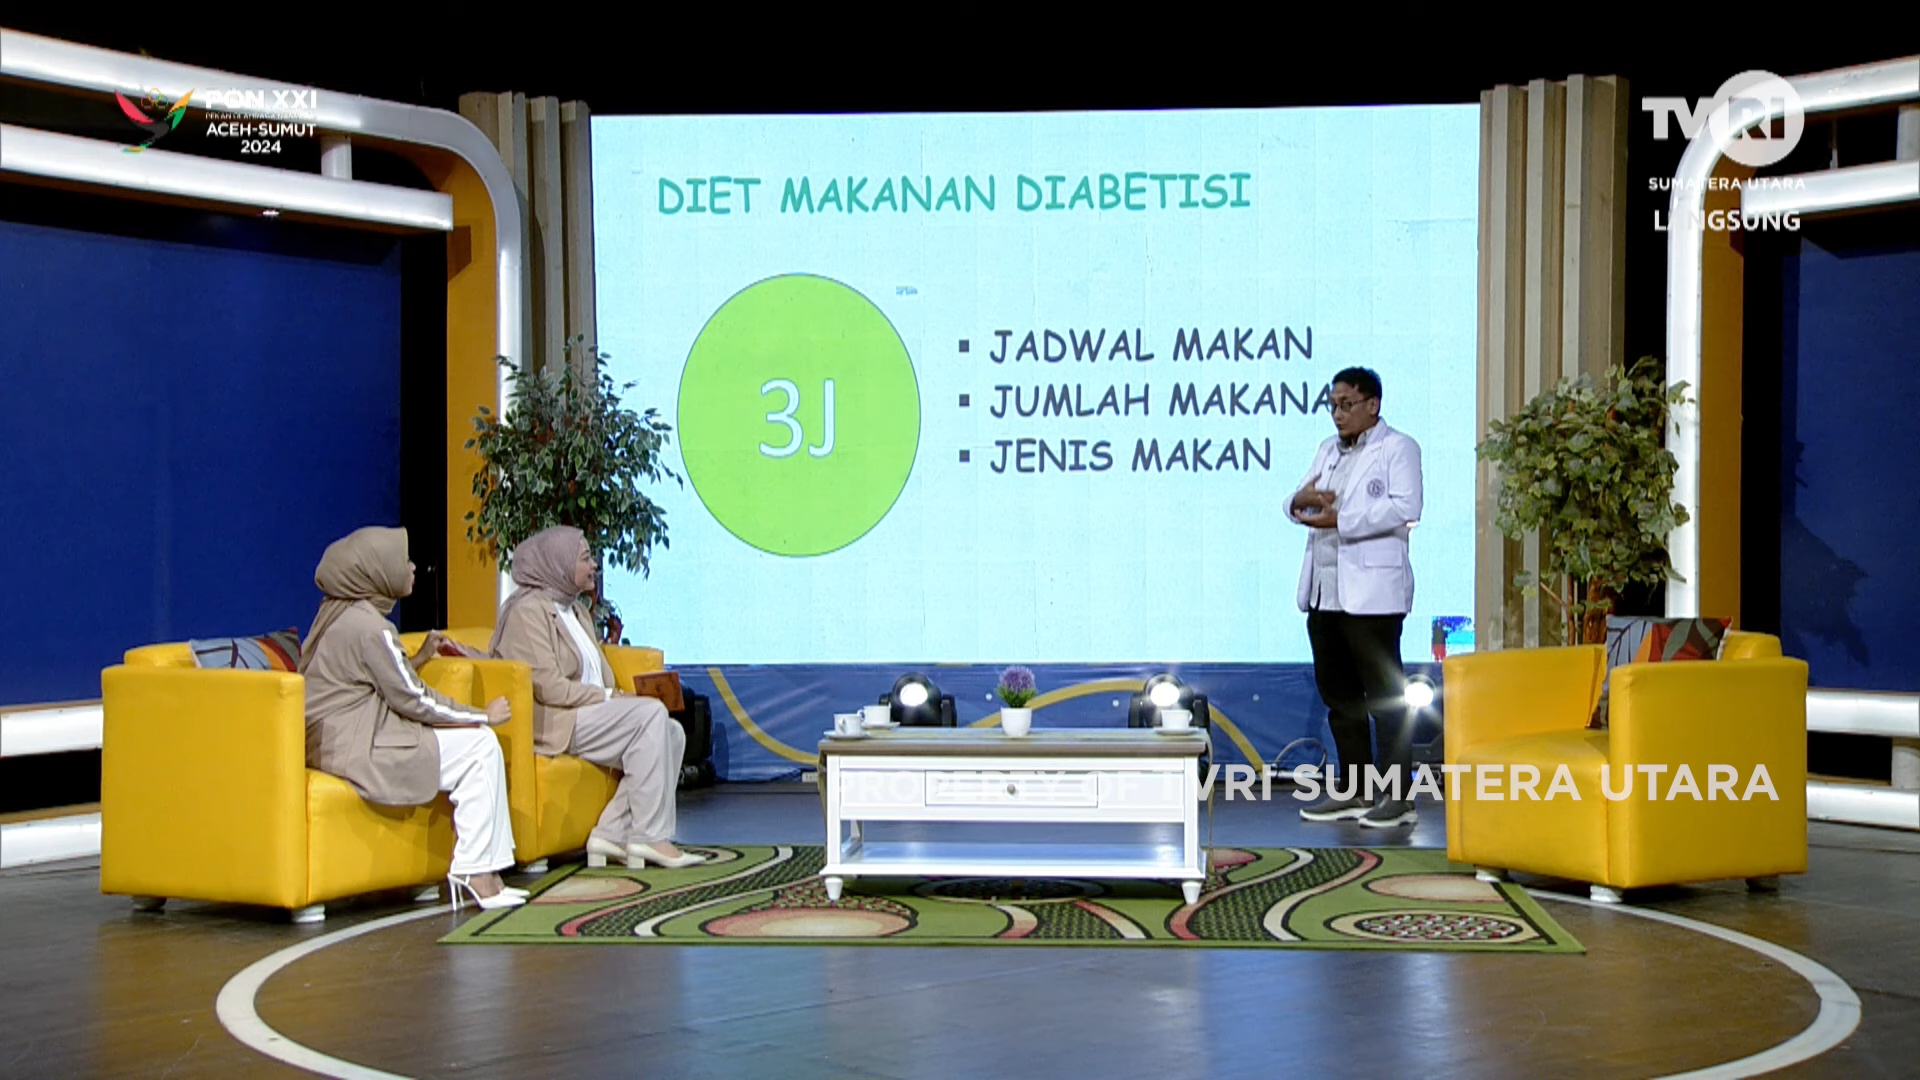 PON XXI
ACEH-SUMUT
2024
TVRI
SUMATERA UTARA
LANGSUNG
DIET MAKANAN DIABETISI
3J
▪ JADWAL MAKAN
▪ JUMLAH MAKANA
▪ JENIS MAKAN
PROPERTY OF TVRI SUMATERA UTARA